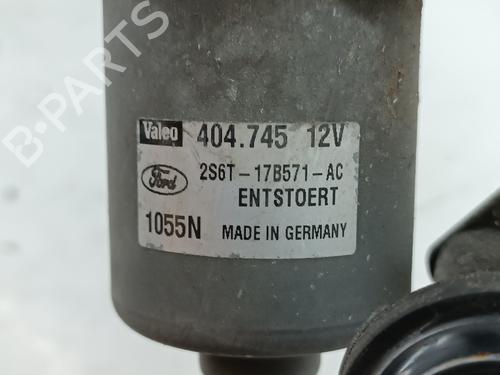 B-PARTS
Valeo 404.745 12V
Ford 2S6T-17B571-AC
ENTSTOERT
1055N MADE IN GERMANY